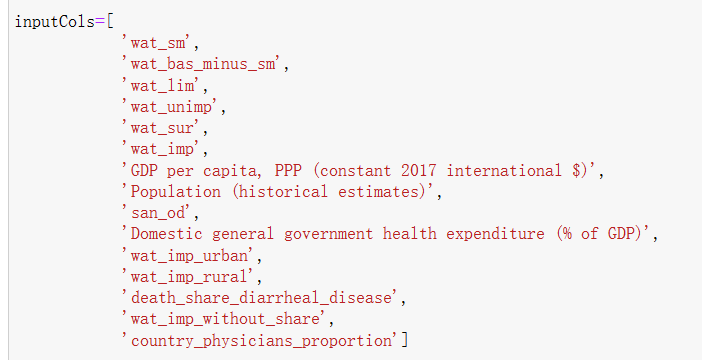 inputCols=[
'wat_sm',
'wat_bas_minus_sm',
'wat_lim',
'wat_unimp',
'wat_sur',
'wat_imp',
'GDP per capita, PPP (constant 2017 international $)',
'Population (historical estimates)',
'san_od',
'Domestic general government health expenditure (% of GDP)',
'wat_imp_urban',
'wat_imp_rural',
'death_share_diarrheal_disease',
'wat_imp_without_share',
'country_physicians_proportion']